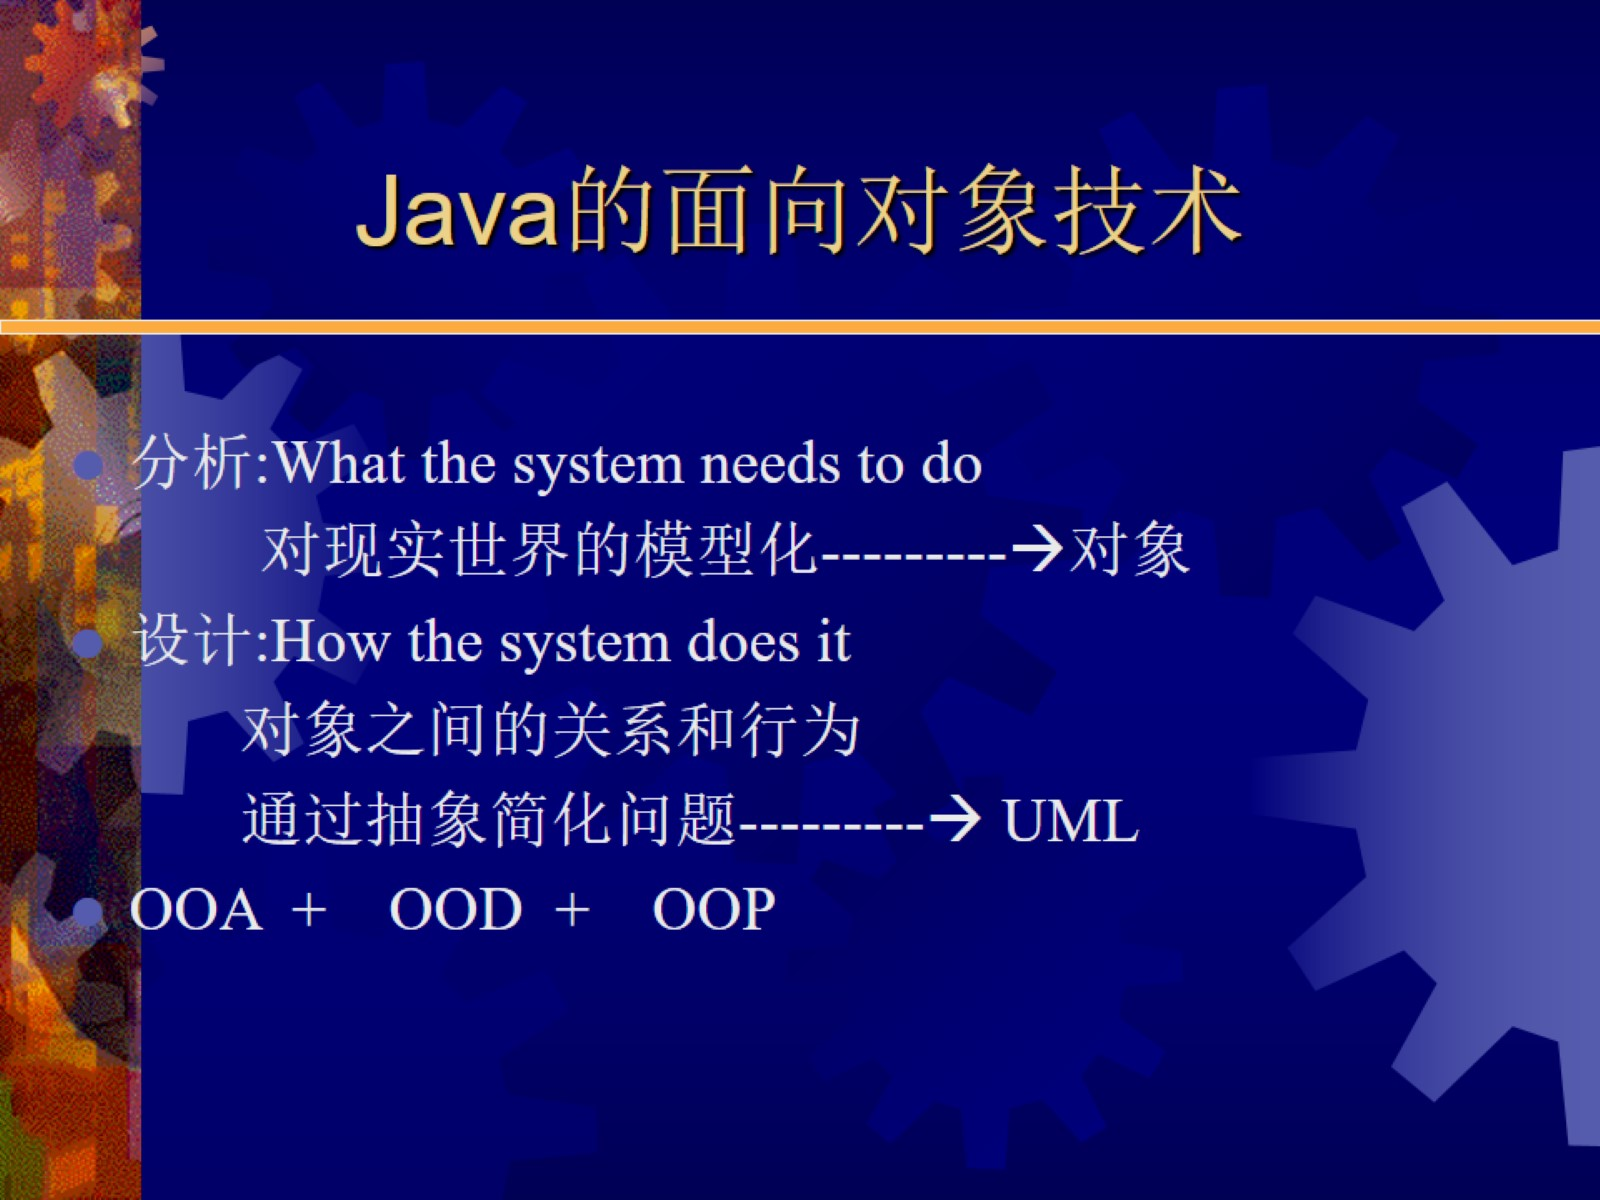 Java的面向对象技术
分析:What the system needs to do
对现实世界的模型化---------→对象
设计:How the system does it
对象之间的关系和行为
通过抽象简化问题---------→ UML
OOA + OOD + OOP